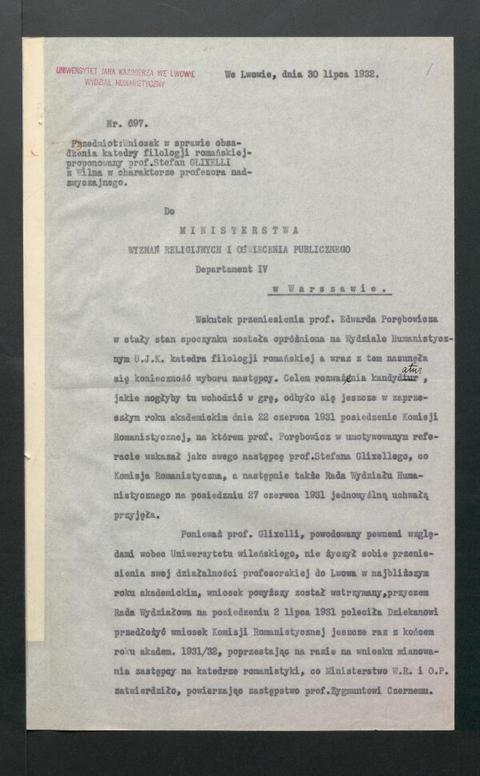 UNIWERSYTET JANA KAZIMIERZA WE LWOWIE
WYDZIAŁ HUMANISTYCZNY
We Lwowie, dnia 30 lipca 1932.
1
Nr. 697.
Przedmiot:Wniosek w sprawie obsa-
dzenia katedry filologji romańskiej-
proponowany prof.Stefan GLIXELLI
z Wilna w charakterze profesora nad-
zwyczajnego.
Do
MINISTERSTWA
WYZNAŃ RELIGIJNYCH I OŚWIECENIA PUBLICZNEGO
Departament IV
w Warszawie.
Wskutek przeniesienia prof. Edwarda Porębowicza
w stały stan spoczynku została opróżniona na Wydziale Humanistycz-
nym U.J.K. katedra filologji romańskiej a wraz z tem nasunęła
się konieczność wyboru następcy. Celem rozważenia kandydatur,
jakie mogłyby tu wchodzić w grę, odbyło się jeszcze w zaprze-
szłym roku akademickim dnia 22 czerwca 1931 posiedzenie Komisji
Romanistycznej, na którem prof. Porębowicz w umotywowanym refe-
racie wskazał jako swego następcę prof.Stefana Glixellego, co
Komisja Romanistyczna, a następnie także Rada Wydziału Huma-
nistycznego na posiedzniu 27 czerwca 1931 jednomyślną uchwałą
przyjęła.
Ponieważ prof. Glixelli, powodowany pewnemi wzglę-
dami wobec Uniwersytetu wileńskiego, nie życzył sobie przenie-
sienia swej działalności profesorskiej do Lwowa w najbliższym
roku akademickim, wniosek powyższy został wstrzymany,przyczem
Rada Wydziałowa na posiedzeniu 2 lipca 1931 poleciła Dziekanowi
przedłożyć wniosek Komisji Romanistycznej jeszcze raz z końcem
roku akadem. 1931/32, poprzestając na razie na wniosku mianowa-
nia zastępcy na katedrze romanistyki, co Ministerstwo W.R. i O.P.
zatwierdziło, powierzając zastępstwo prof.Zygmuntowi Czernemu.